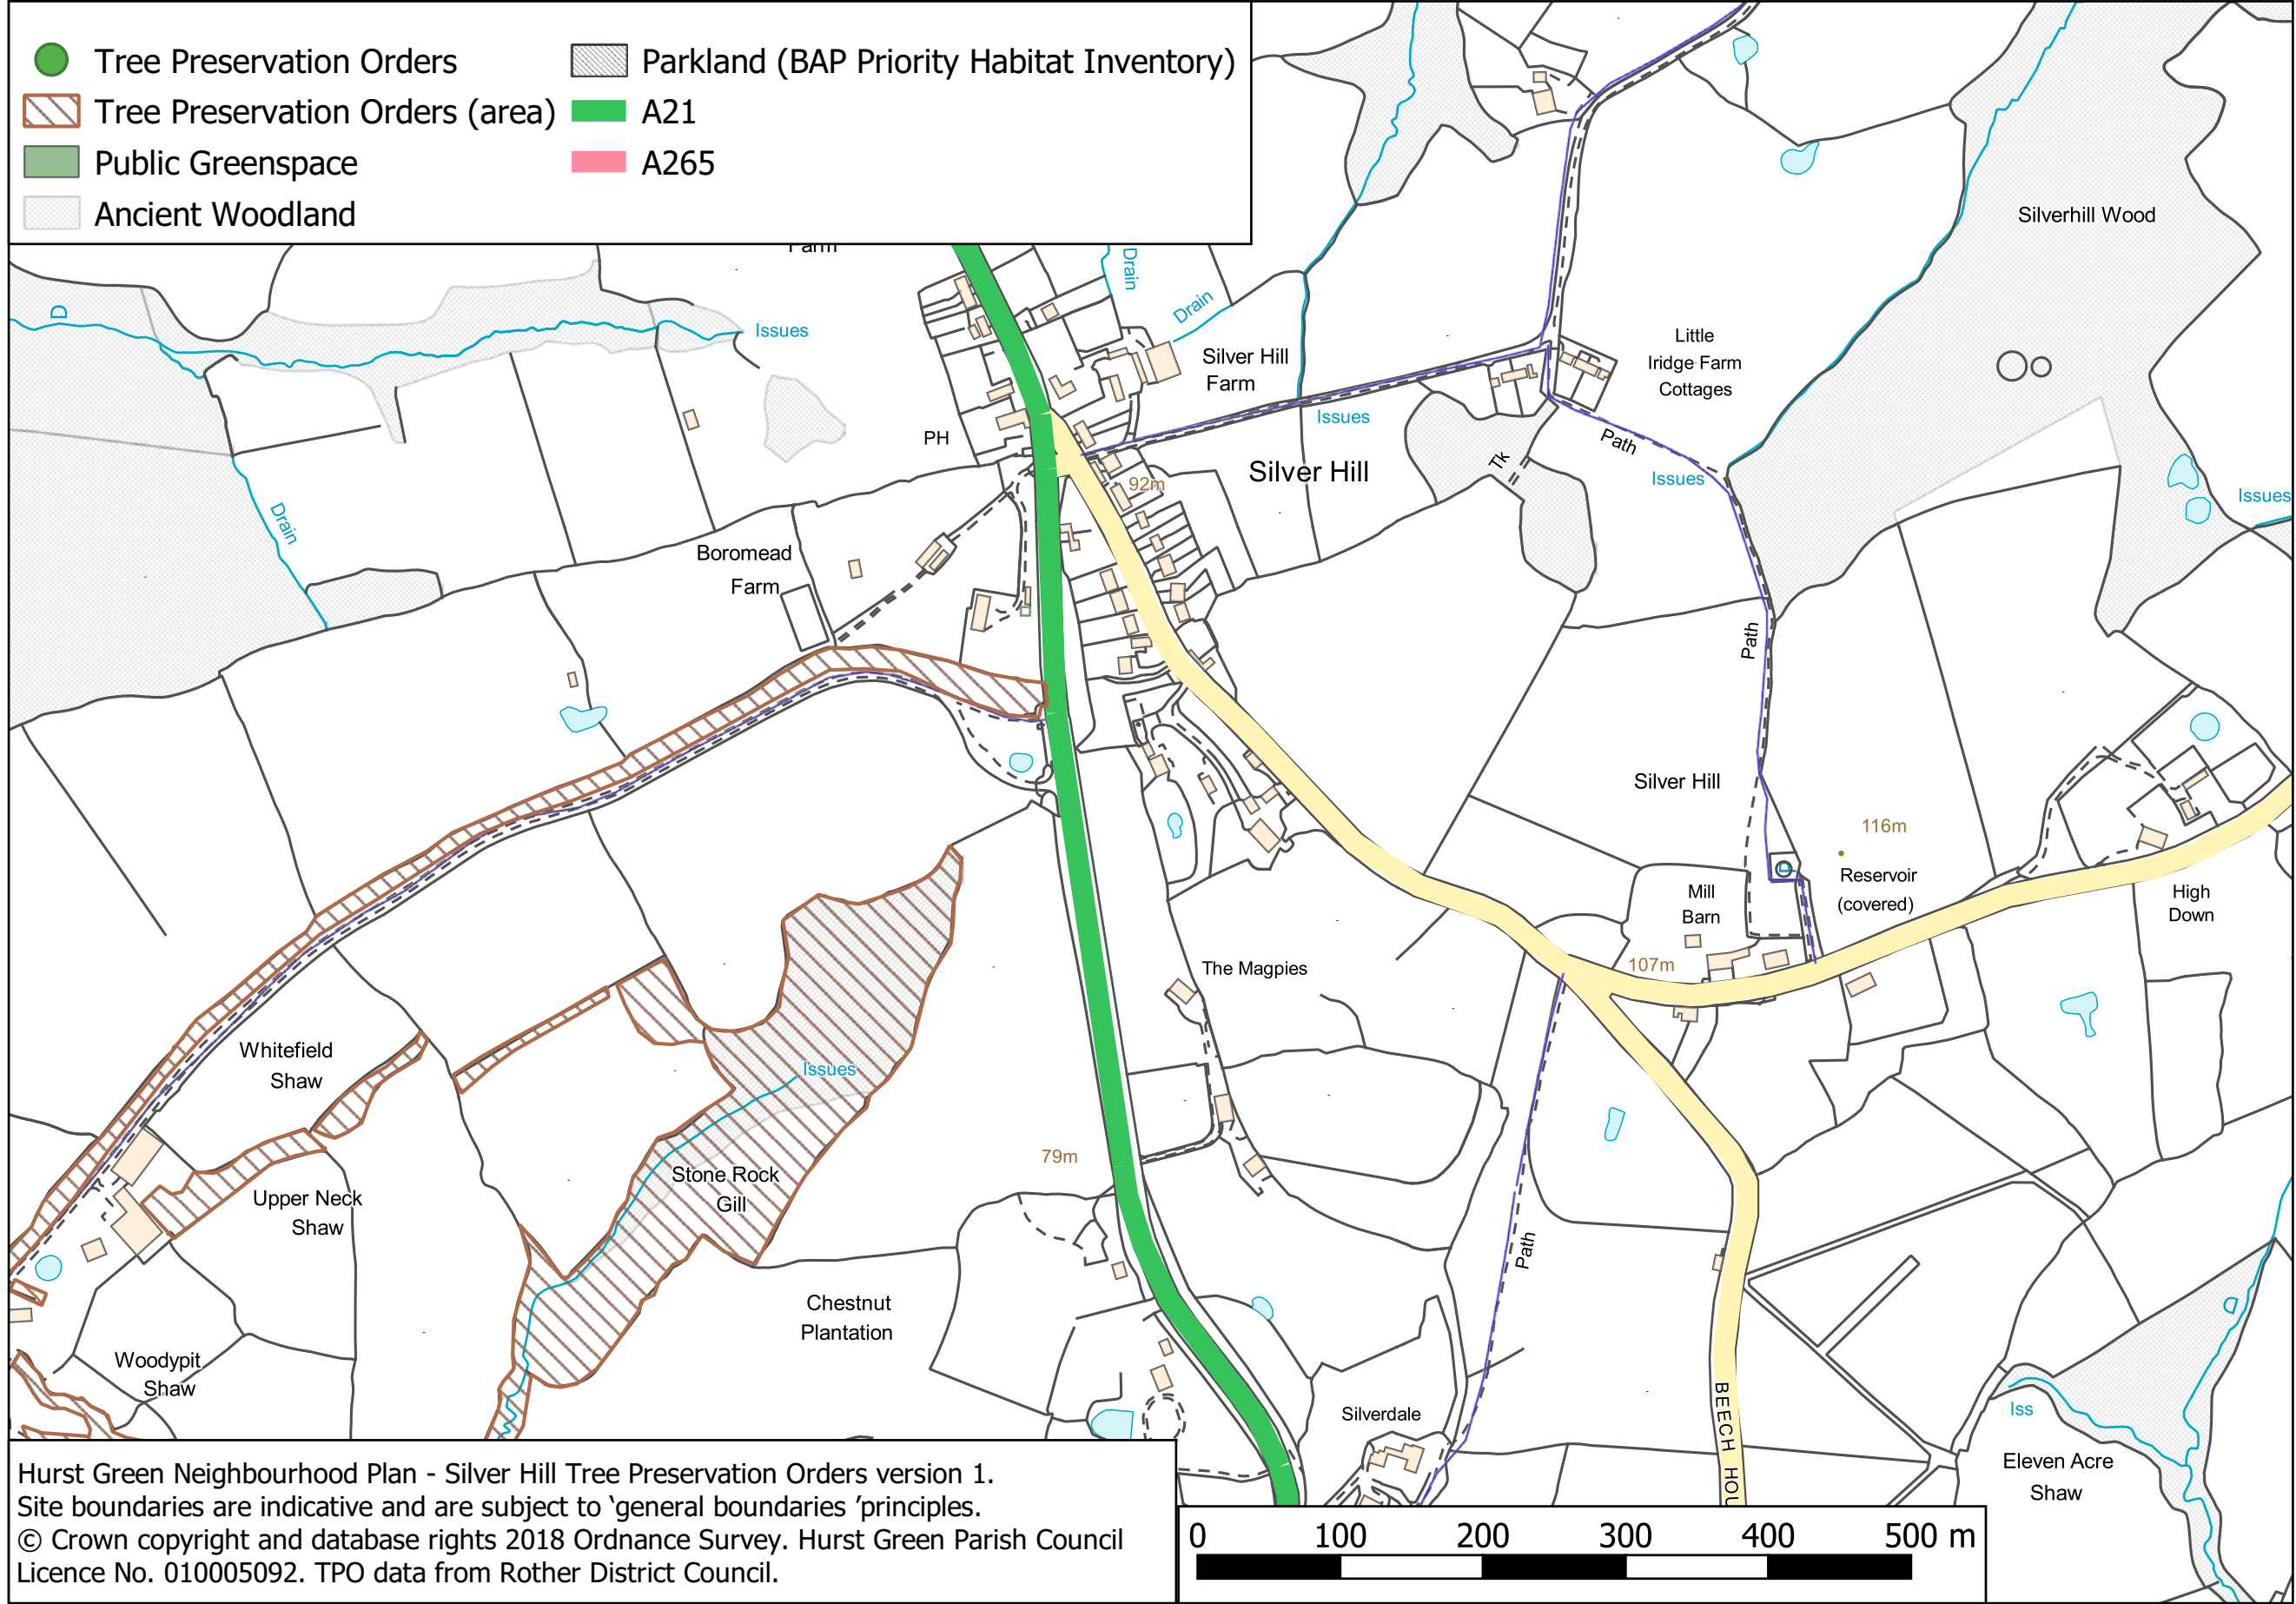 Tree Preservation Orders
Tree Preservation Orders (area)
Public Greenspace
Ancient Woodland
Parkland (BAP Priority Habitat Inventory)
A21
A265
Farm
Drain
Drain
Silverhill Wood
D
Issues
Silver Hill
Farm
Little
Iridge Farm
Cottages
Issues
PH
Path
Tk
Silver Hill
92m
Issues
Issues
Drain
Boromead
Farm
Path
Silver Hill
116m
Reservoir
(covered)
Mill
Barn
High
Down
107m
The Magpies
Whitefield
Shaw
Issues
79m
Stone Rock
Gill
Upper Neck
Shaw
Path
Chestnut
Plantation
D
Woodypit
Shaw
Silverdale
BEECH HOU
Iss
Eleven Acre
Shaw
Hurst Green Neighbourhood Plan - Silver Hill Tree Preservation Orders version 1.
Site boundaries are indicative and are subject to ‘general boundaries ’principles.
© Crown copyright and database rights 2018 Ordnance Survey. Hurst Green Parish Council
Licence No. 010005092. TPO data from Rother District Council.
0 100 200 300 400 500 m